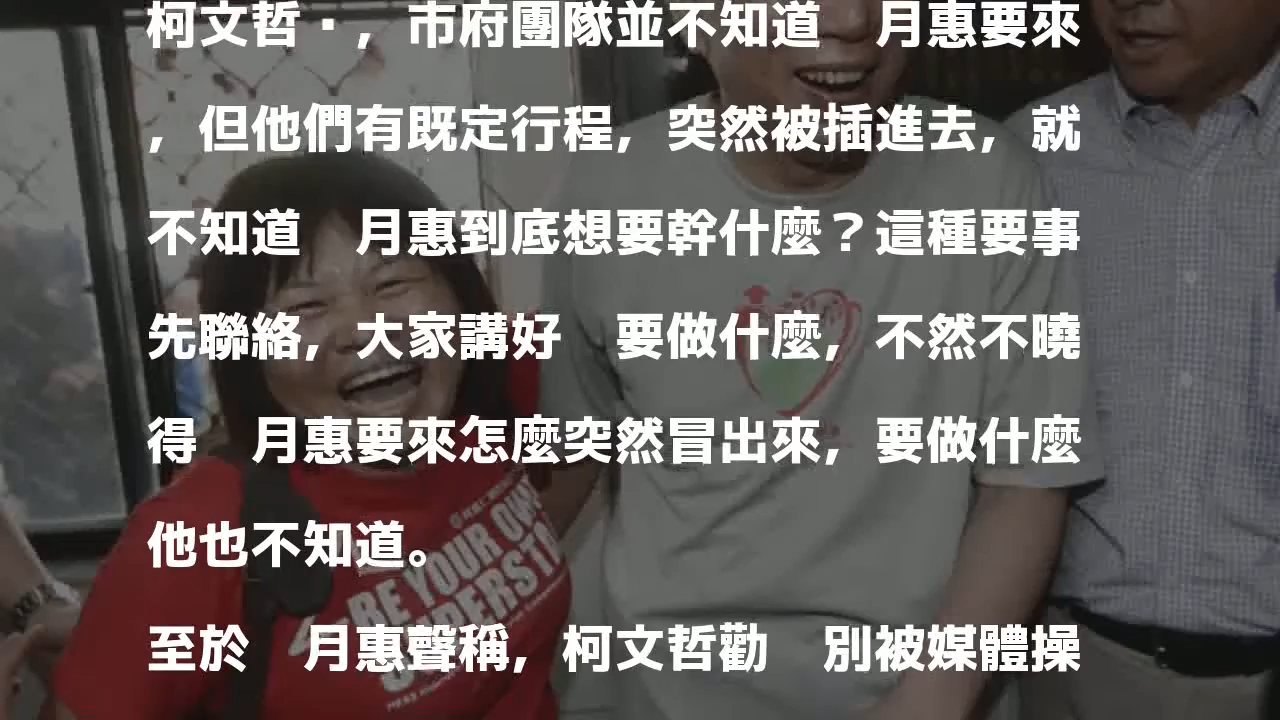 柯文哲·，市府團隊並不知道　月惠要來
，但他們有既定行程，突然被插進去，就
不知道　月惠到底想要幹什麼？這種要事
先聯絡，大家講好　要做什麼，不然不曉
得　月惠要來怎麼突然冒出來，要做什麼
他也不知道。
至於　月惠聲稱，柯文哲勸　別被媒體操
BE YOUR OWN
SUPERSTA